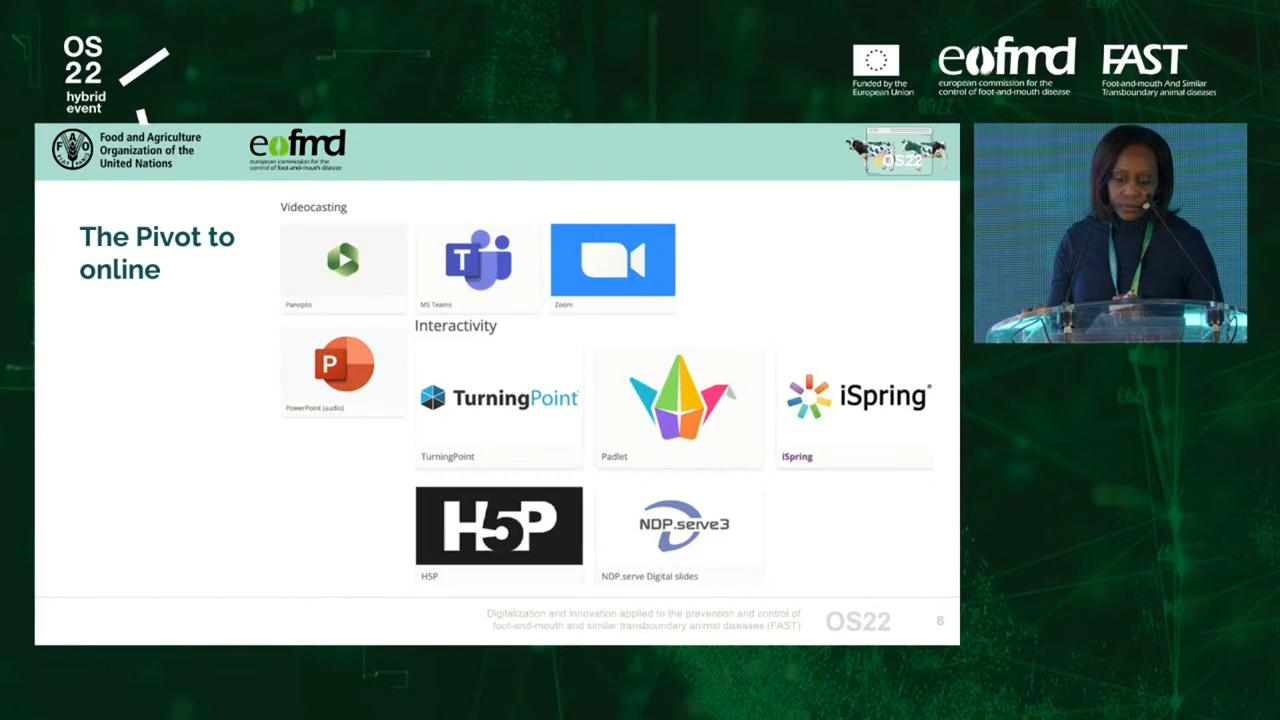 OS
22
hybrid
event
Funded by the
European Union
eofmd
european commission for the
control of foot-and-mouth disease
FAST
Foot-and-mouth And Similar
Transboundary animal diseases
FAO
Food and Agriculture
Organization of the
United Nations
eofmd
european commission for the
control of foot-and-mouth disease
OS22
The Pivot to
online
Videocasting
T
Panopto
MS Teams
Zoom
P
PowerPoint (audio)
Interactivity
TurningPoint
iSpring®
TurningPoint
Padlet
iSpring
H5P
NDP.serve3
H5P
NDP.serve Digital slides
Digitalization and innovation applied to the prevention and control of
foot-and-mouth and similar transboundary animal diseases (FAST)
OS22
8